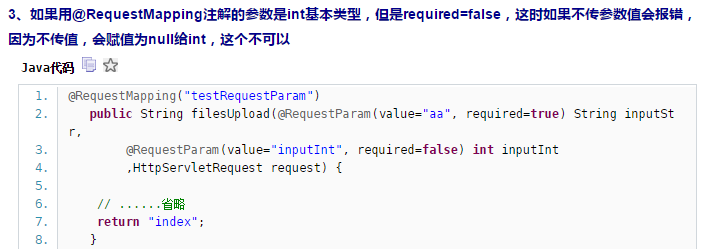 3、如果用@RequestMapping注解的参数是int基本类型，但是required=false，这时如果不传参数值会报错，
因为不传值，会赋值为null给int，这个不可以
Java代码
1. @RequestMapping("testRequestParam")
2. public String filesUpload(@RequestParam(value="aa", required=true) String inputSt
r,
3. @RequestParam(value="inputInt", required=false) int inputInt
4. ,HttpServletRequest request) {
5.
6. // ......省略
7. return "index";
8. }